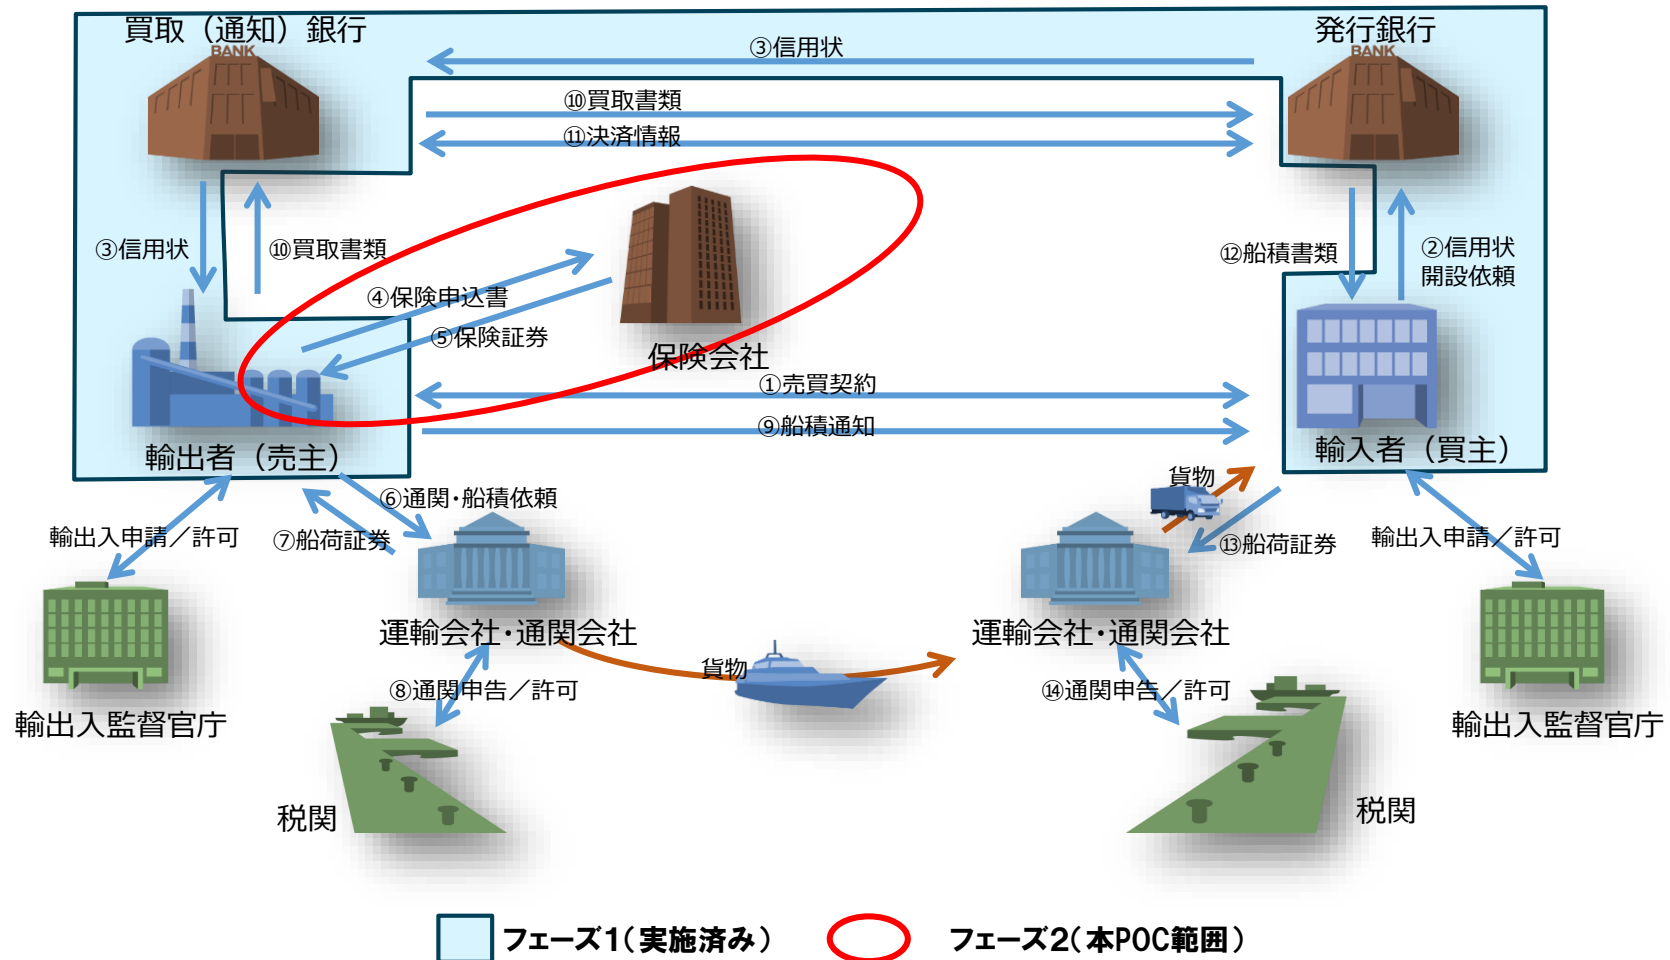 買取（通知）銀行
発行銀行
BANK
BANK
③信用状
⑩買取書類
⑪決済情報
③信用状
⑩買取書類
⑫船積書類
②信用状
開設依頼
④保険申込書
⑤保険証券
保険会社
①売買契約
⑨船積通知
輸出者（売主）
輸入者（買主）
貨物
⑥通関・船積依頼
⑦船荷証券
輸出入申請／許可
⑬船荷証券
輸出入申請／許可
運輸会社・通関会社
運輸会社・通関会社
貨物
⑧通関申告／許可
⑭通関申告／許可
輸出入監督官庁
輸出入監督官庁
税関
税関
フェーズ1（実施済み）
フェーズ2（本POC範囲）